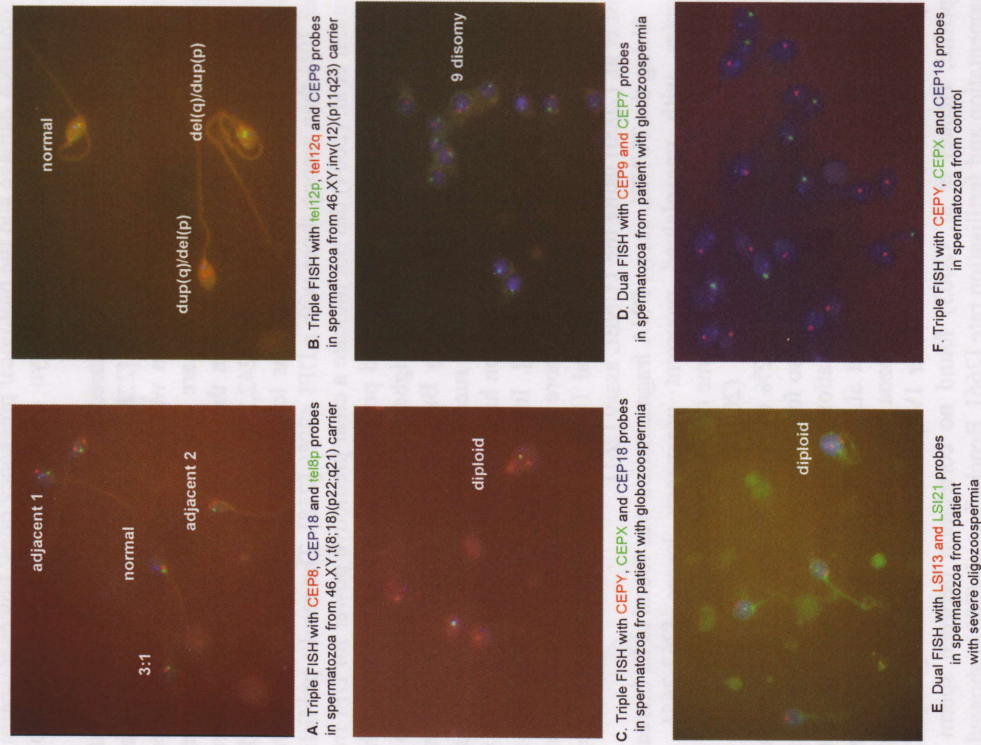 adjacent 1
normal
3:1
adjacent 2
A. Triple FISH with CEP8, CEP18 and tel8p probes
in spermatozoa from 46,XY,t(8;18)(p22;q21) carrier
normal
dup(q)/del(p)
del(q)/dup(p)
B. Triple FISH with tel12p, tel12q and CEP9 probes
in spermatozoa from 46,XY,inv(12)(p11q23) carrier
diploid
C. Triple FISH with CEPY, CEPX and CEP18 probes
in spermatozoa from patient with globozoospermia
9 disomy
D. Dual FISH with CEP9 and CEP7 probes
in spermatozoa from patient with globozoospermia
diploid
E. Dual FISH with LSI13 and LSI21 probes
in spermatozoa from patient
with severe oligozoospermia
F. Triple FISH with CEPY, CEPX and CEP18 probes
in spermatozoa from control